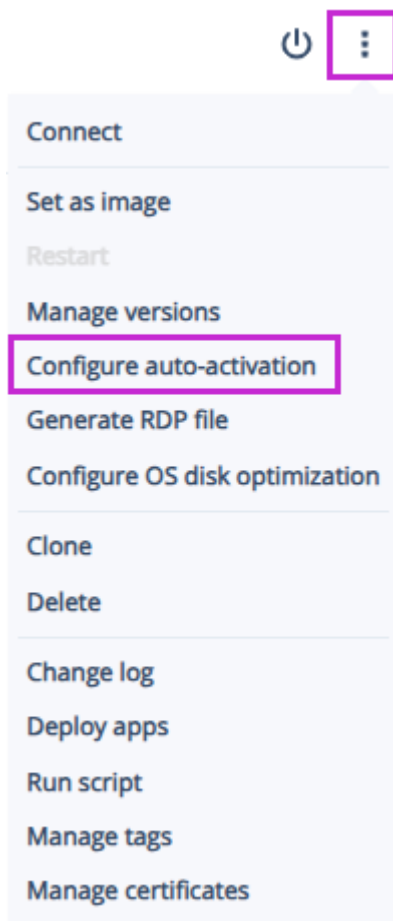 Connect
Set as image
Restart
Manage versions
Configure auto-activation
Generate RDP file
Configure OS disk optimization
Clone
Delete
Change log
Deploy apps
Run script
Manage tags
Manage certificates